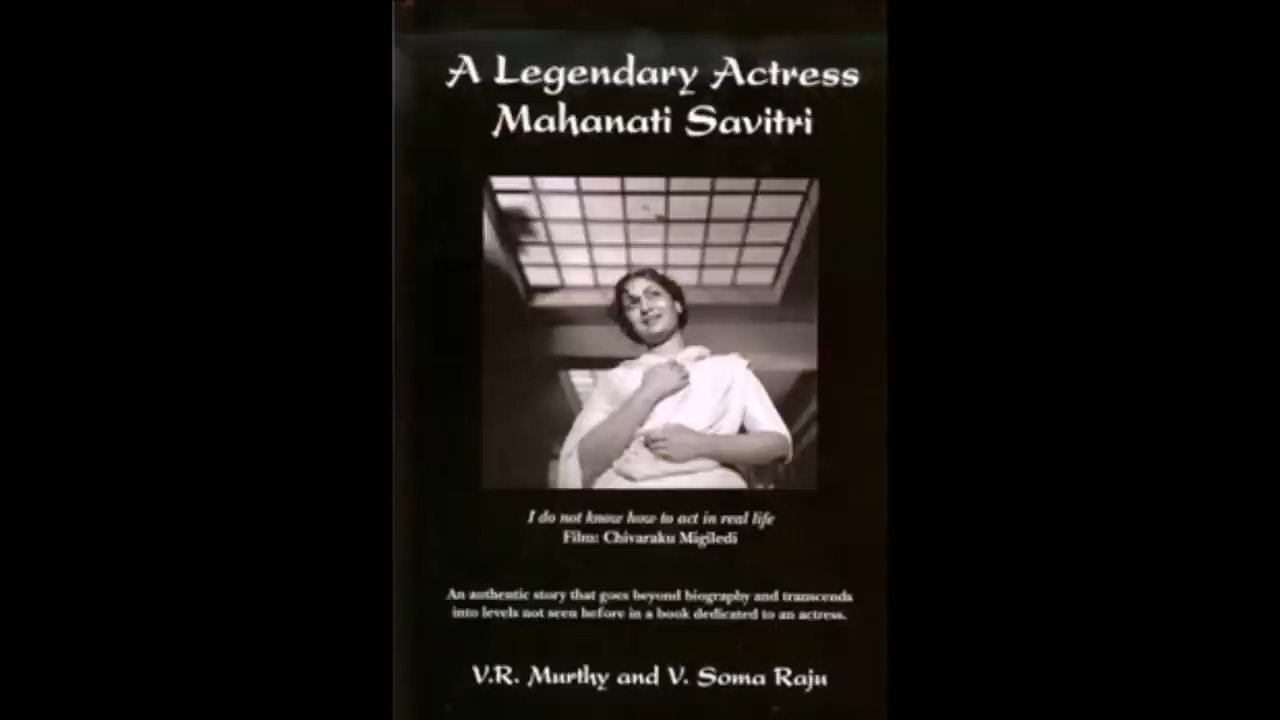 A Legendary Actress
Mahanati Savitri
I do not know how to act in real life
Film: Chivaraku Migiledi
An authentic story that goes beyond biography and transcends
into levels not seen before in a book dedicated to an actress.
V.R. Murthy and V. Soma Raju